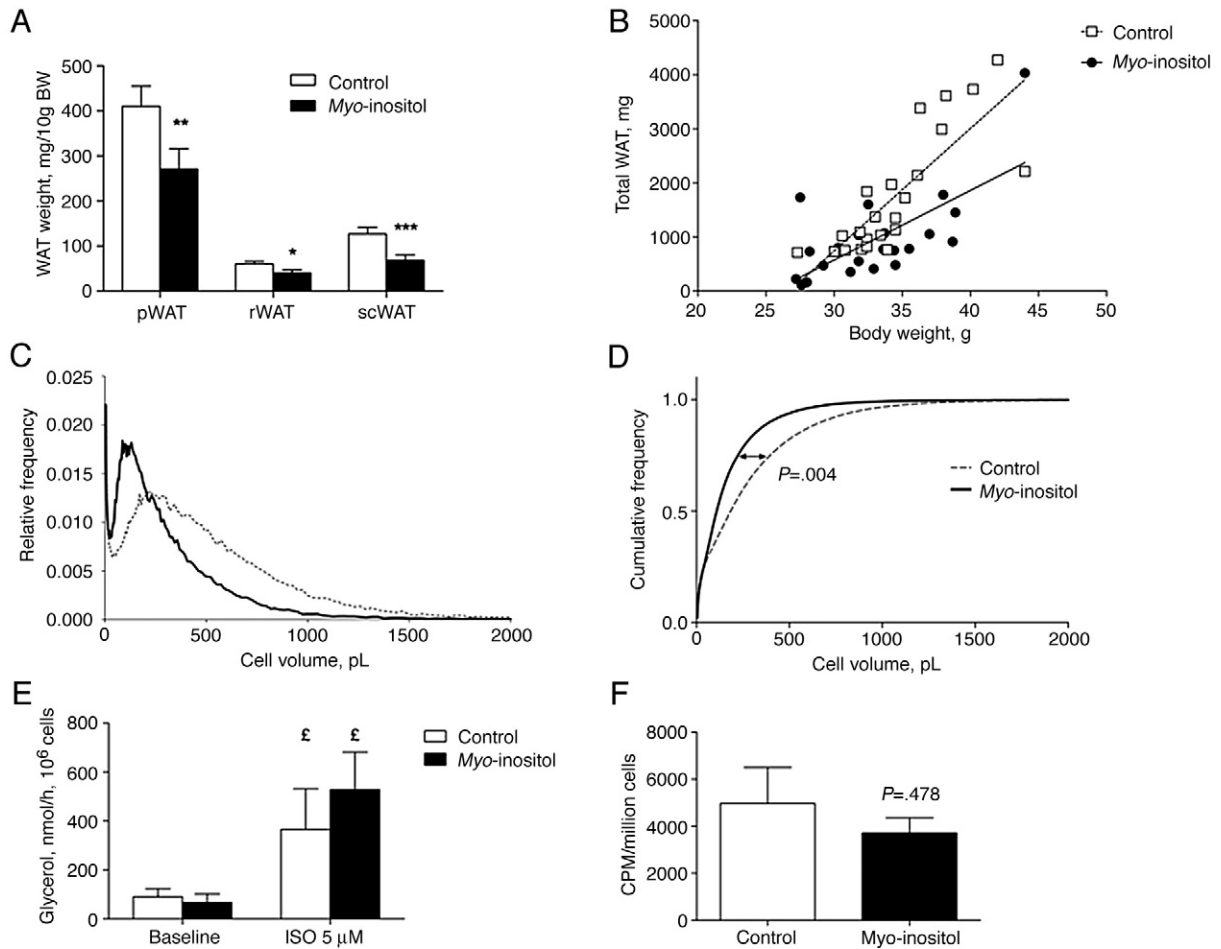 A
WAT weight, mg/10g BW
500
400
300
200
100
0
Control
Myo-inositol
**
*
***
pWAT
rWAT
scWAT
B
Total WAT, mg
5000
4000
3000
2000
1000
0
20
25
30
35
40
45
50
Body weight, g
Control
Myo-inositol
C
Relative frequency
0.025
0.020
0.015
0.010
0.005
0.000
0
500
1000
1500
2000
Cell volume, pL
D
Cumulative frequency
1.0
0.5
0.0
P=.004
Control
Myo-inositol
0
500
1000
1500
2000
Cell volume, pL
E
Glycerol, nmol/h, 10⁶ cells
800
600
400
200
0
£
£
Control
Myo-inositol
Baseline
ISO 5 µM
F
CPM/million cells
8000
6000
4000
2000
0
P=.478
Control
Myo-inositol